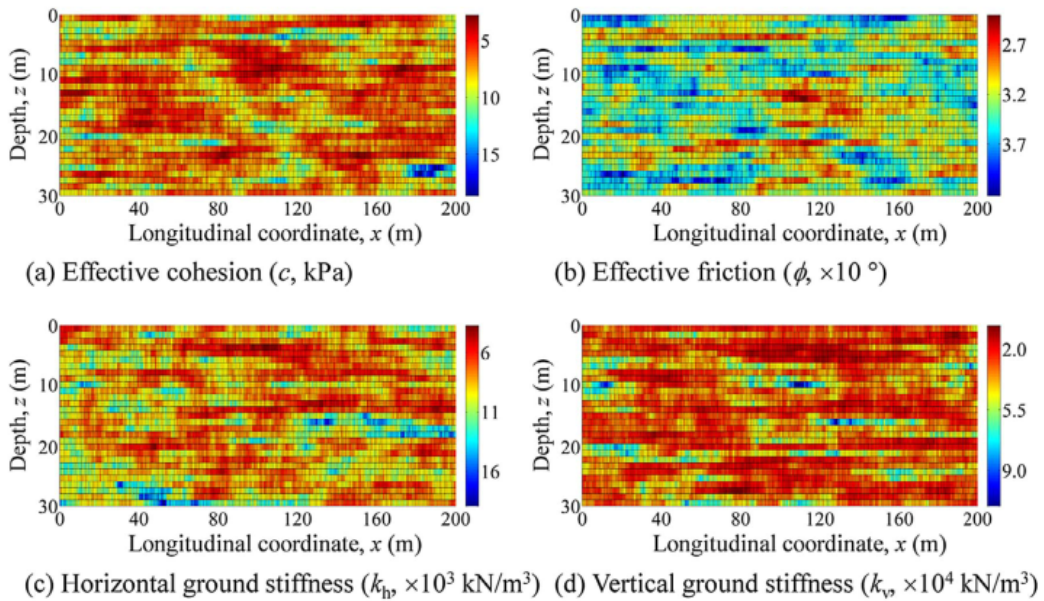 0
10
20
30
Depth, z (m)
0 40 80 120 160 200
Longitudinal coordinate, x (m)
5
10
15
(a) Effective cohesion (c, kPa)
0
10
20
30
Depth, z (m)
0 40 80 120 160 200
Longitudinal coordinate, x (m)
2.7
3.2
3.7
(b) Effective friction (ϕ, ×10 °)
0
10
20
30
Depth, z (m)
0 40 80 120 160 200
Longitudinal coordinate, x (m)
6
11
16
(c) Horizontal ground stiffness (kₕ, ×10³ kN/m³)
0
10
20
30
Depth, z (m)
0 40 80 120 160 200
Longitudinal coordinate, x (m)
2.0
5.5
9.0
(d) Vertical ground stiffness (kᵥ, ×10⁴ kN/m³)